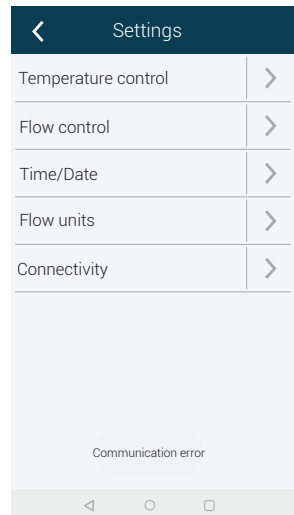 Settings
Temperature control
Flow control
Time/Date
Flow units
Connectivity
Communication error